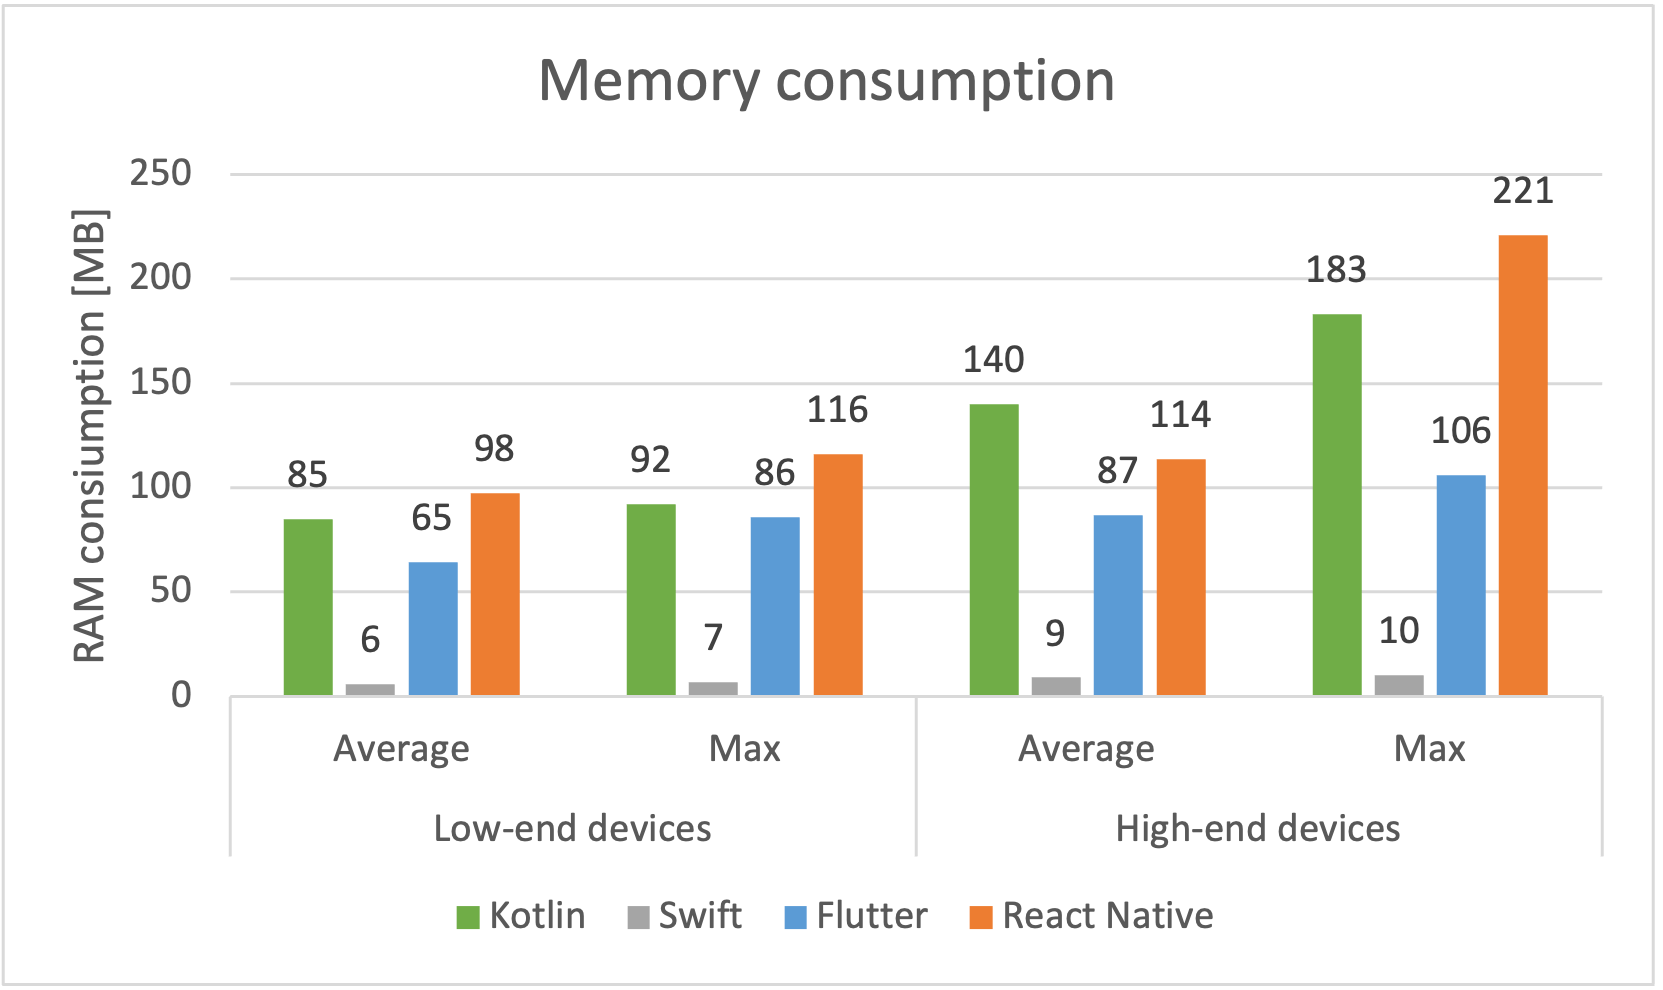 Memory consumption
RAM consiumption [MB]
250
200
150
100
50
0
85
6
65
98
92
7
86
116
140
9
87
114
183
10
106
221
Average
Max
Average
Max
Low-end devices
High-end devices
Kotlin
Swift
Flutter
React Native